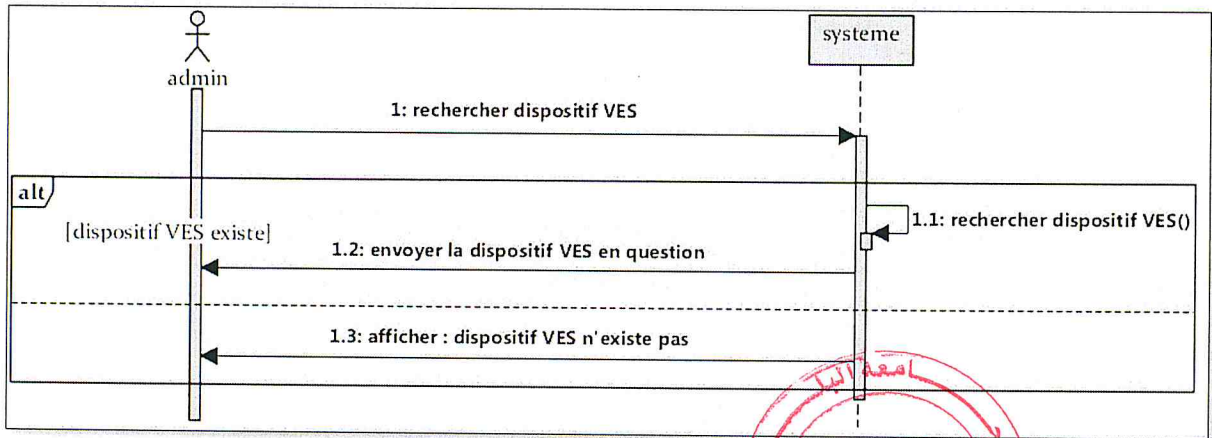 systeme
admin
1: rechercher dispositif VES
alt
1.1: rechercher dispositif VES()
[dispositif VES existe]
1.2: envoyer la dispositif VES en question
1.3: afficher : dispositif VES n'existe pas